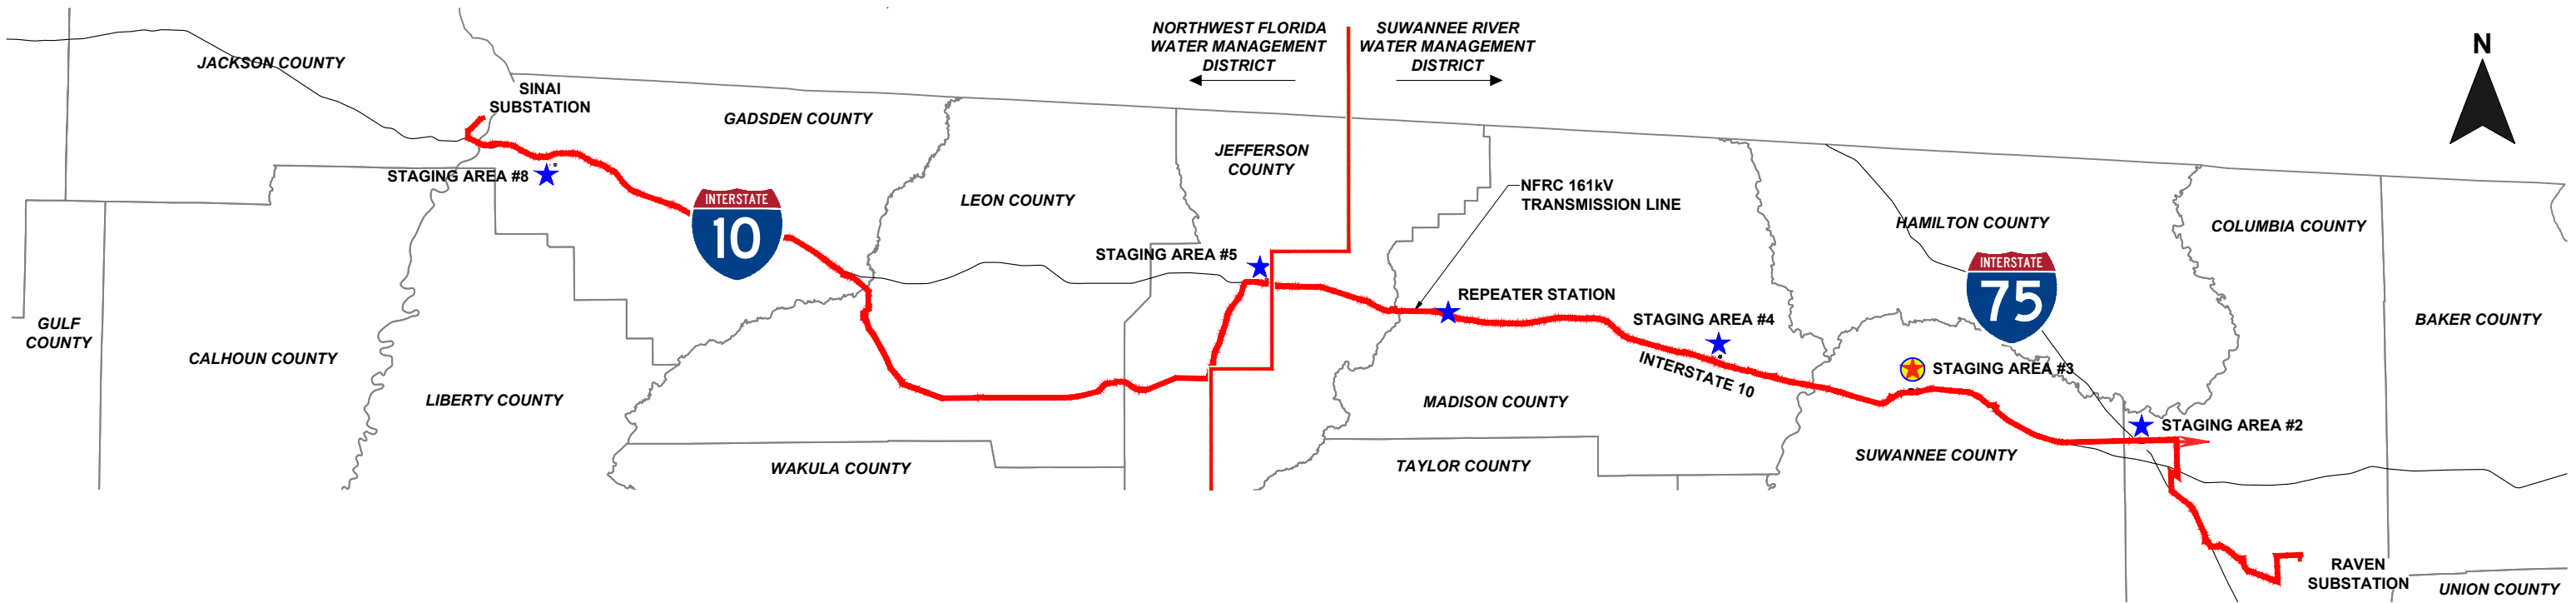 NORTHWEST FLORIDA
WATER MANAGEMENT
DISTRICT
SUWANNEE RIVER
WATER MANAGEMENT
DISTRICT
N
JACKSON COUNTY
SINAI
SUBSTATION
GADSDEN COUNTY
JEFFERSON
COUNTY
STAGING AREA #8
INTERSTATE
10
LEON COUNTY
NFRC 161kV
TRANSMISSION LINE
HAMILTON COUNTY
COLUMBIA COUNTY
STAGING AREA #5
INTERSTATE
75
REPEATER STATION
STAGING AREA #4
GULF
COUNTY
BAKER COUNTY
CALHOUN COUNTY
INTERSTATE 10
STAGING AREA #3
LIBERTY COUNTY
MADISON COUNTY
STAGING AREA #2
WAKULA COUNTY
TAYLOR COUNTY
SUWANNEE COUNTY
RAVEN
SUBSTATION
UNION COUNTY